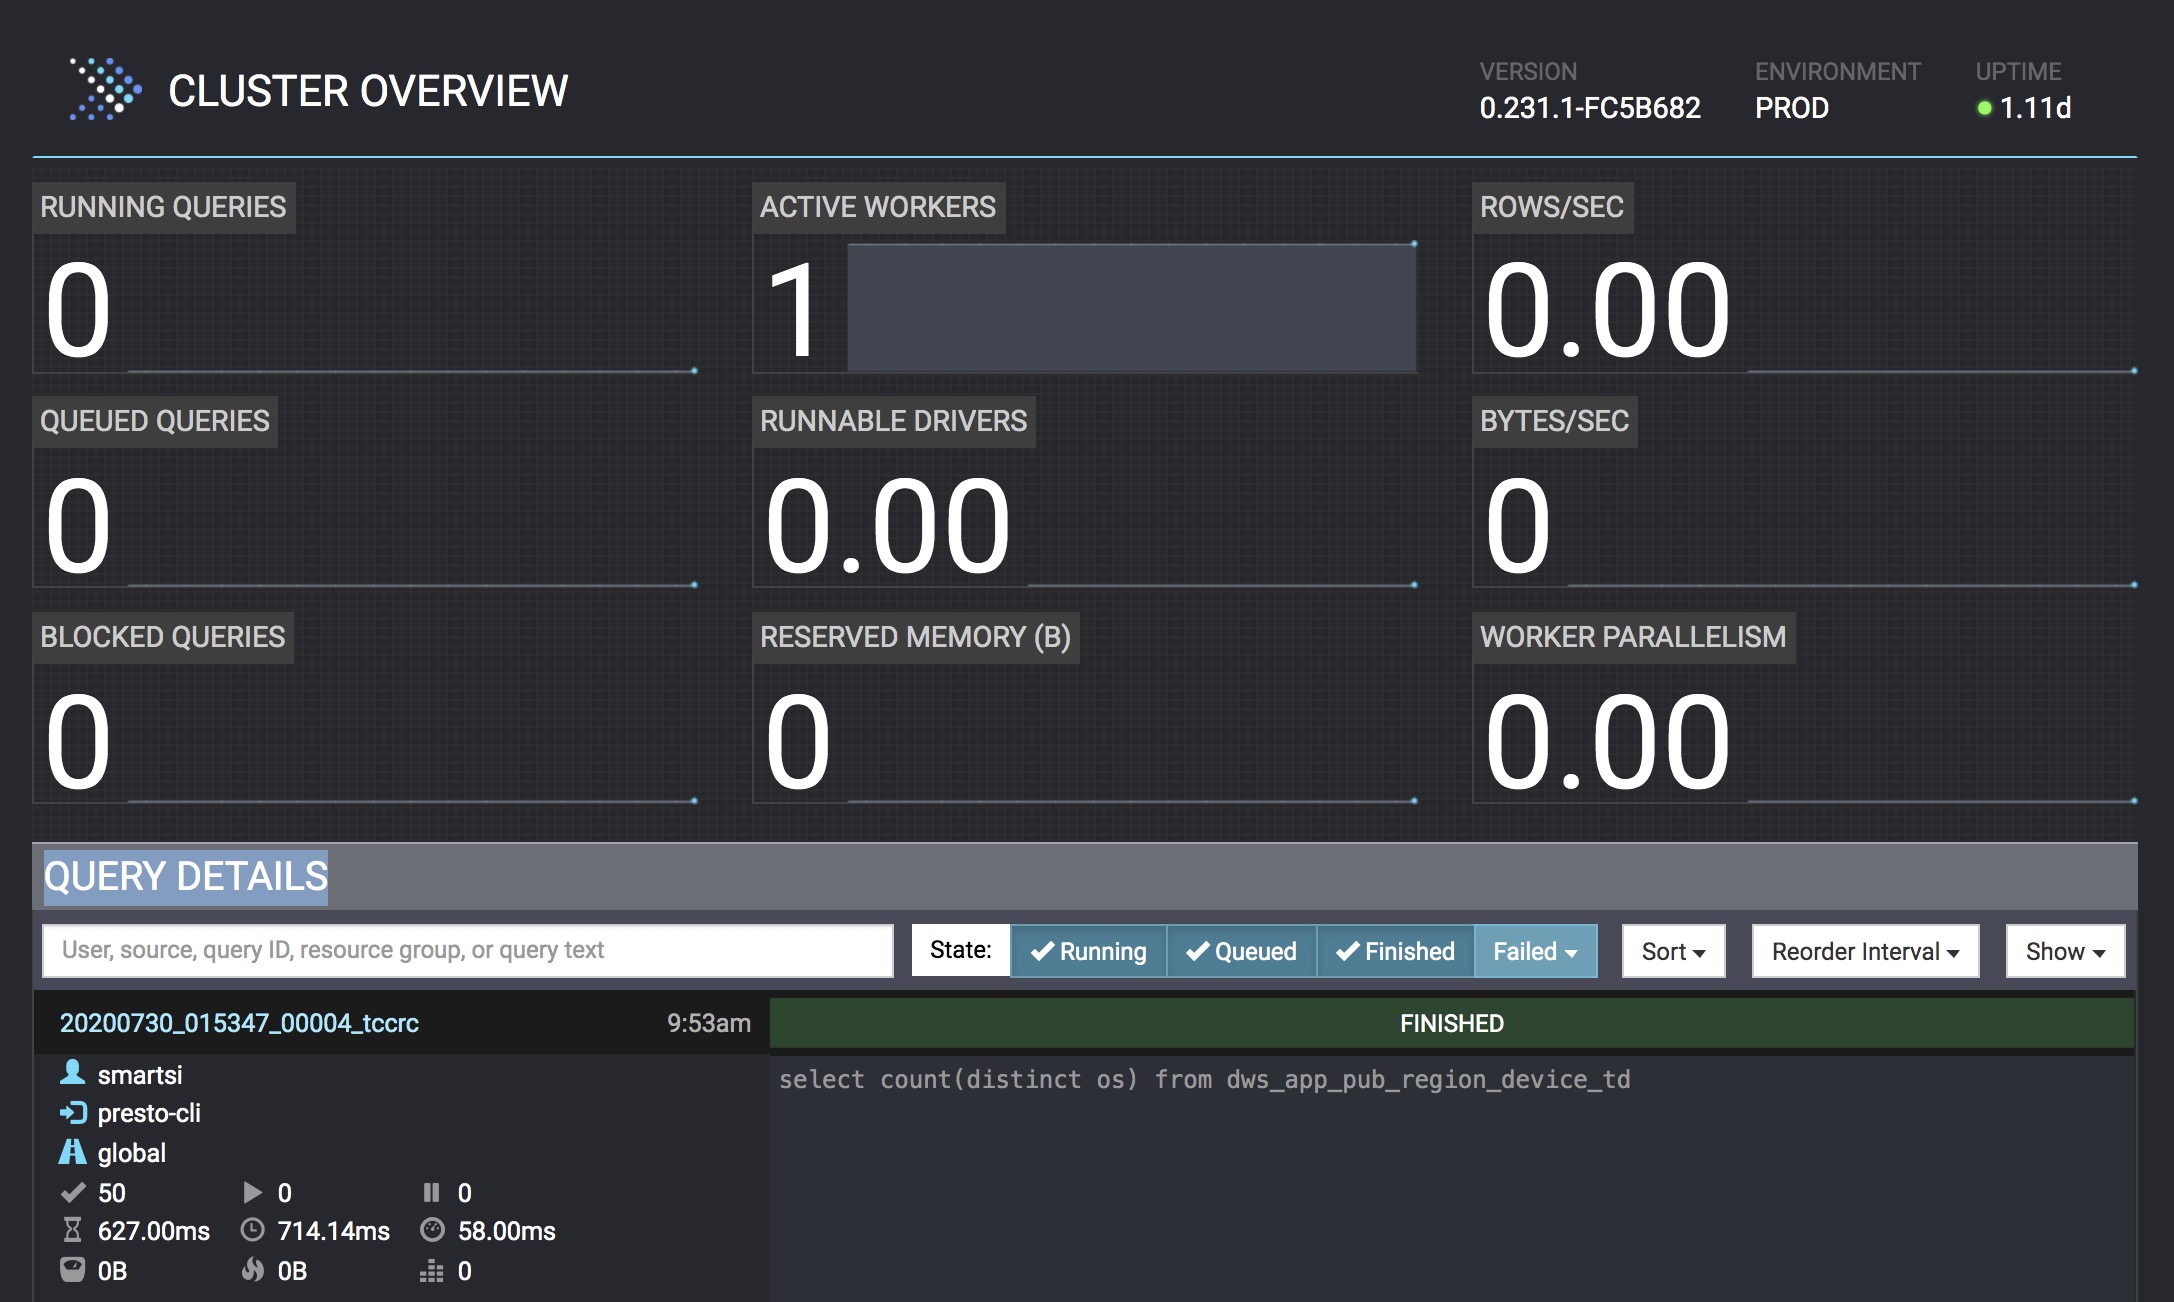 CLUSTER OVERVIEW
VERSION
0.231.1-FC5B682
ENVIRONMENT
PROD
UPTIME
1.11d
RUNNING QUERIES
0
ACTIVE WORKERS
1
ROWS/SEC
0.00
QUEUED QUERIES
0
RUNNABLE DRIVERS
0.00
BYTES/SEC
0
BLOCKED QUERIES
0
RESERVED MEMORY (B)
0
WORKER PARALLELISM
0.00
QUERY DETAILS
User, source, query ID, resource group, or query text
State: Running Queued Finished Failed
Sort
Reorder Interval
Show
20200730_015347_00004_tccrc 9:53am
FINISHED
smartsi
select count(distinct os) from dws_app_pub_region_device_td
presto-cli
global
50 0 0
627.00ms 714.14ms 58.00ms
0B 0B 0